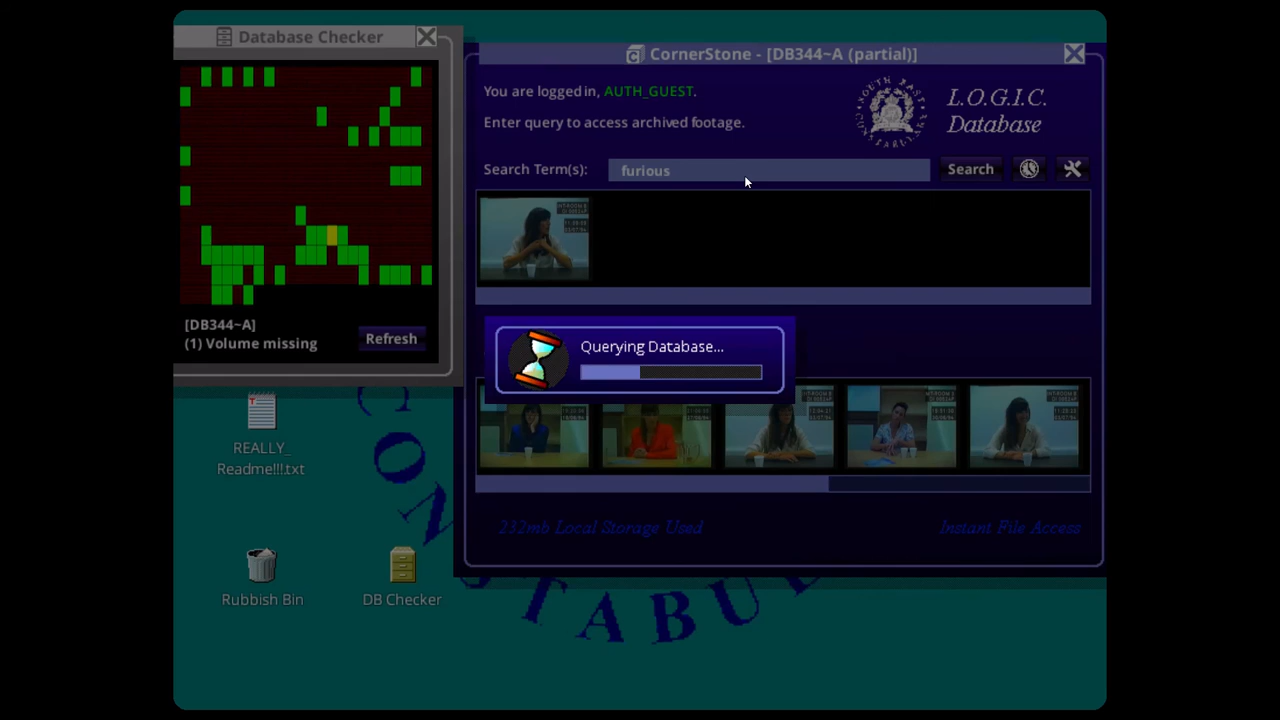 Database Checker
[DB344~A]
(1) Volume missing
Refresh
CornerStone - [DB344~A (partial)]
You are logged in, AUTH_GUEST.
Enter query to access archived footage.
L.O.G.I.C.
Database
Search Term(s):
furious
Search
Querying Database...
232mb Local Storage Used
Instant File Access
REALLY_
Readme!!!.txt
Rubbish Bin
DB Checker